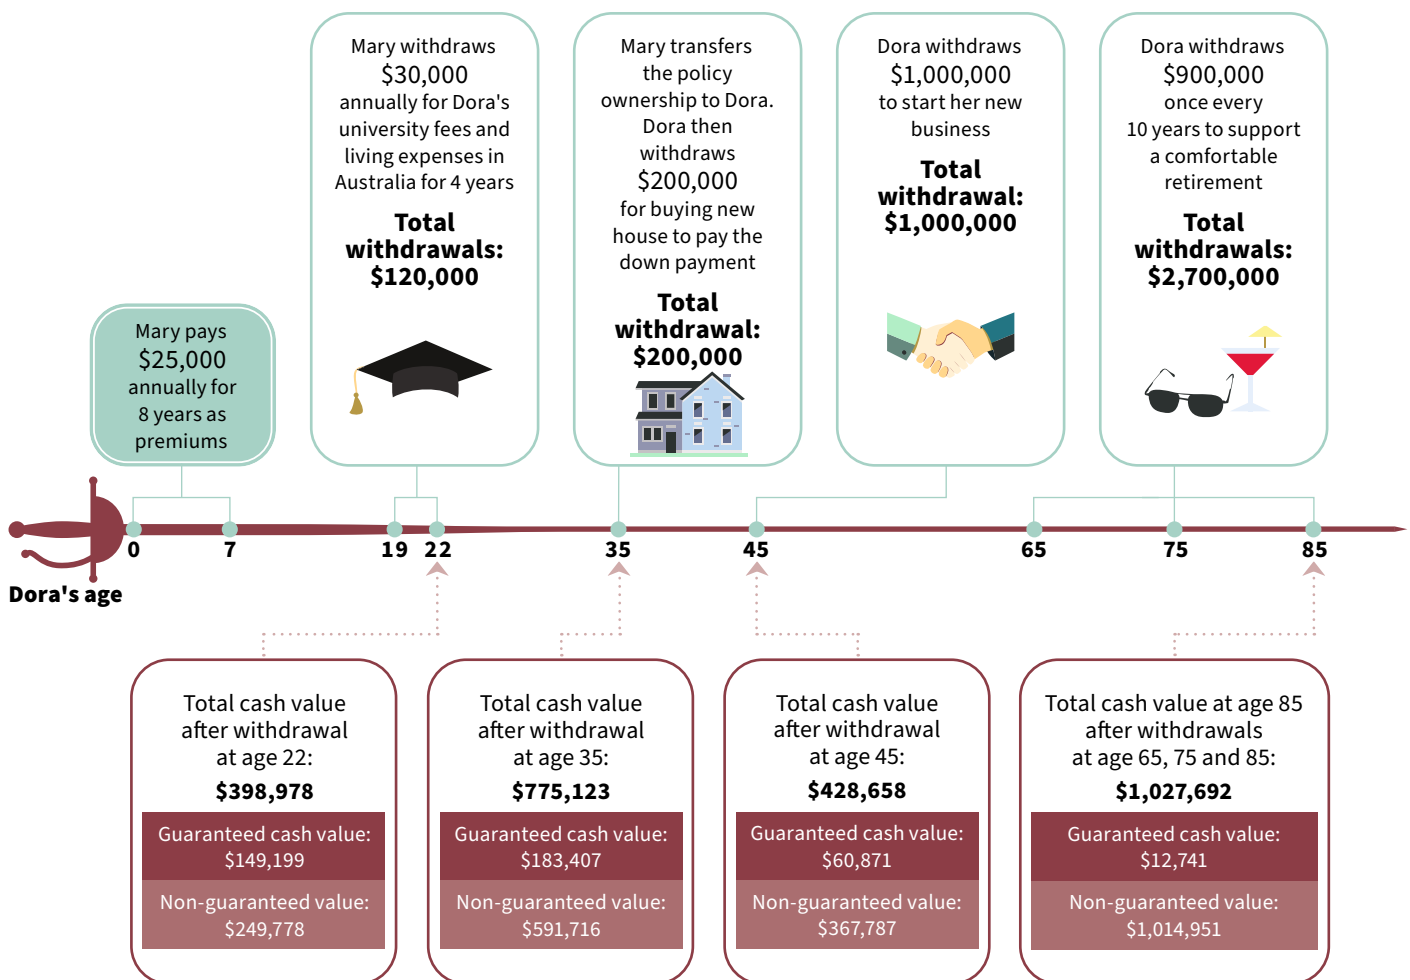 Mary withdraws
$30,000
annually for Dora's
university fees and
living expenses in
Australia for 4 years
Total
withdrawals:
$120,000
Mary transfers
the policy
ownership to Dora.
Dora then
withdraws
$200,000
for buying new
house to pay the
down payment
Total
withdrawal:
$200,000
Dora withdraws
$1,000,000
to start her new
business
Total
withdrawal:
$1,000,000
Dora withdraws
$900,000
once every
10 years to support
a comfortable
retirement
Total
withdrawals:
$2,700,000
Mary pays
$25,000
annually for
8 years as
premiums
0 7 19 22 35 45 65 75 85
Dora's age
Total cash value
after withdrawal
at age 22:
$398,978
Guaranteed cash value:
$149,199
Non-guaranteed value:
$249,778
Total cash value
after withdrawal
at age 35:
$775,123
Guaranteed cash value:
$183,407
Non-guaranteed value:
$591,716
Total cash value
after withdrawal
at age 45:
$428,658
Guaranteed cash value:
$60,871
Non-guaranteed value:
$367,787
Total cash value at age 85
after withdrawals
at age 65, 75 and 85:
$1,027,692
Guaranteed cash value:
$12,741
Non-guaranteed value:
$1,014,951